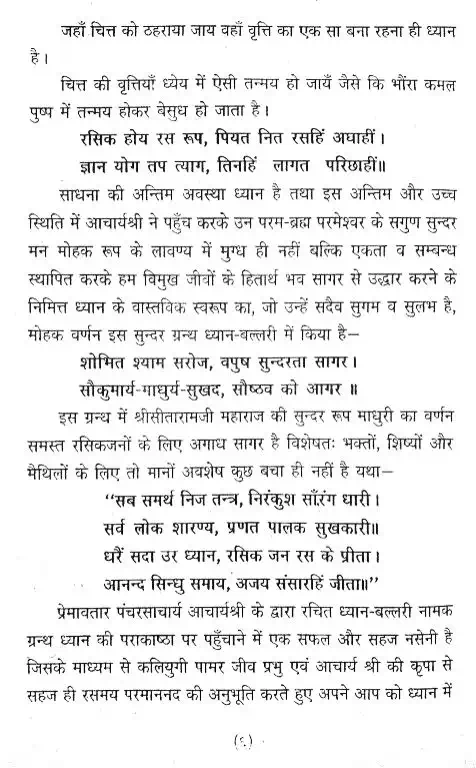 जहाँ चित्त को ठहराया जाय वहाँ वृत्ति का एक सा बना रहना ही ध्यान
है।
चित्त की वृत्तियाँ ध्येय में ऐसी तन्मय हो जायँ जैसे कि भौंरा कमल
पुष्प में तन्मय होकर बेसुध हो जाता है।
रसिक होय रस रूप, पियत नित रसहिं अघाहीं।
ज्ञान योग तप त्याग, तिनहिं लागत परिछाहीं॥
साधना की अन्तिम अवस्था ध्यान है तथा इस अन्तिम और उच्च
स्थिति में आचार्यश्री ने पहुँच करके उन परम-ब्रह्म परमेश्वर के सगुण सुन्दर
मन मोहक रूप के लावण्य में मुग्ध ही नहीं बल्कि एकता व सम्बन्ध
स्थापित करके हम विमुख जीवों के हितार्थ भव सागर से उद्धार करने के
निमित्त ध्यान के वास्तविक स्वरूप का, जो उन्हें सदैव सुगम व सुलभ है,
मोहक वर्णन इस सुन्दर ग्रन्थ ध्यान-बल्लरी में किया है—
शोभित श्याम सरोज, वपुष सुन्दरता सागर।
सौकुमार्य-माधुर्य-सुखद, सौष्ठव को आगर॥
इस ग्रन्थ में श्रीसीतारामजी महाराज की सुन्दर रूप माधुरी का वर्णन
समस्त रसिकजनों के लिए अगाध सागर है विशेषतः भक्तों, शिष्यों और
मैथिलों के लिए तो मानों अवशेष कुछ बचा ही नहीं है यथा—
“सब समर्थ निज तन्त्र, निरंकुश साँरंग धारी।
सर्व लोक शारण्य, प्रणत पालक सुखकारी॥
धरैं सदा उर ध्यान, रसिक जन रस के प्रीता।
आनन्द सिन्धु समाय, अजय संसारहिं जीता॥”
प्रेमावतार पंचरसाचार्य आचार्यश्री के द्वारा रचित ध्यान-बल्लरी नामक
ग्रन्थ ध्यान की पराकाष्ठा पर पहुँचाने में एक सफल और सहज नसेनी है
जिसके माध्यम से कलियुगी पामर जीव प्रभु एवं आचार्य श्री की कृपा से
सहज ही रसमय परमाननद की अनुभूति करते हुए अपने आप को ध्यान में
(९)